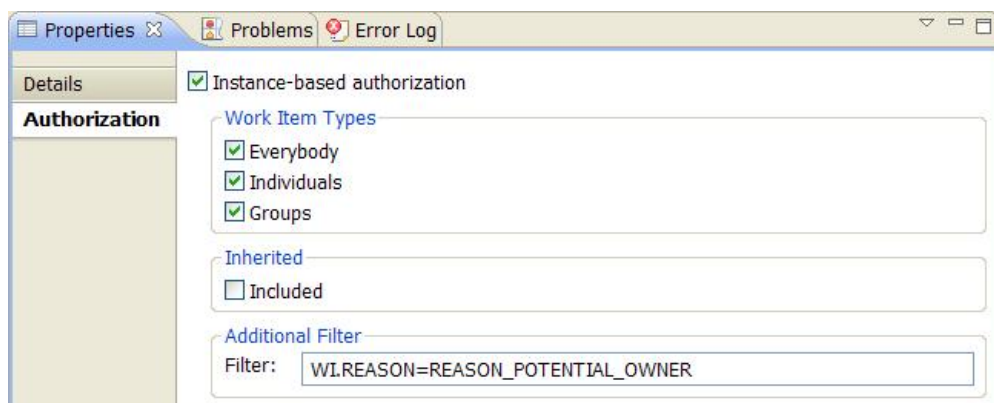 Properties Problems Error Log
Details
Authorization
Instance-based authorization
Work Item Types
Everybody
Individuals
Groups
Inherited
Included
Additional Filter
Filter: WI.REASON=REASON_POTENTIAL_OWNER